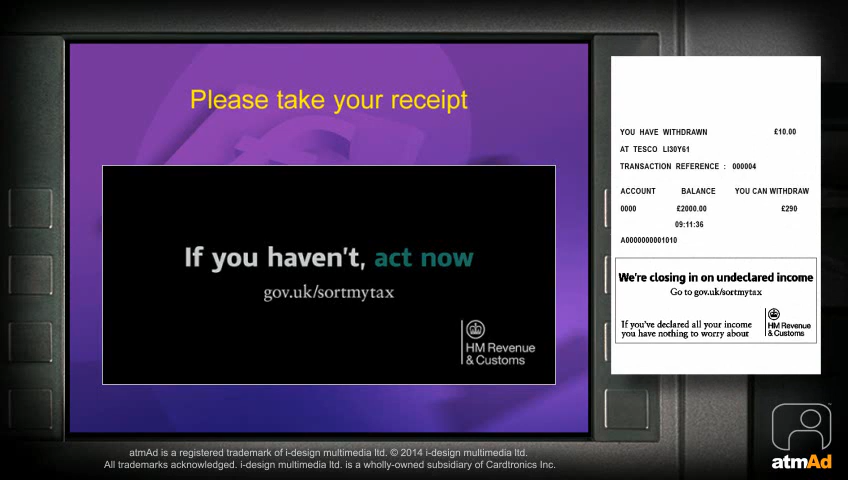 Please take your receipt
If you haven't, act now
gov.uk/sortmytax
HM Revenue
& Customs
YOU HAVE WITHDRAWN £10.00
AT TESCO LI30Y61
TRANSACTION REFERENCE : 000004
ACCOUNT BALANCE YOU CAN WITHDRAW
0000 £2000.00 £290
09:11:36
A0000000001010
We're closing in on undeclared income
Go to gov.uk/sortmytax
If you've declared all your income
you have nothing to worry about
HM Revenue
& Customs
atmAd is a registered trademark of i-design multimedia ltd. © 2014 i-design multimedia ltd.
All trademarks acknowledged. i-design multimedia ltd. is a wholly-owned subsidiary of Cardtronics Inc.
atmAd